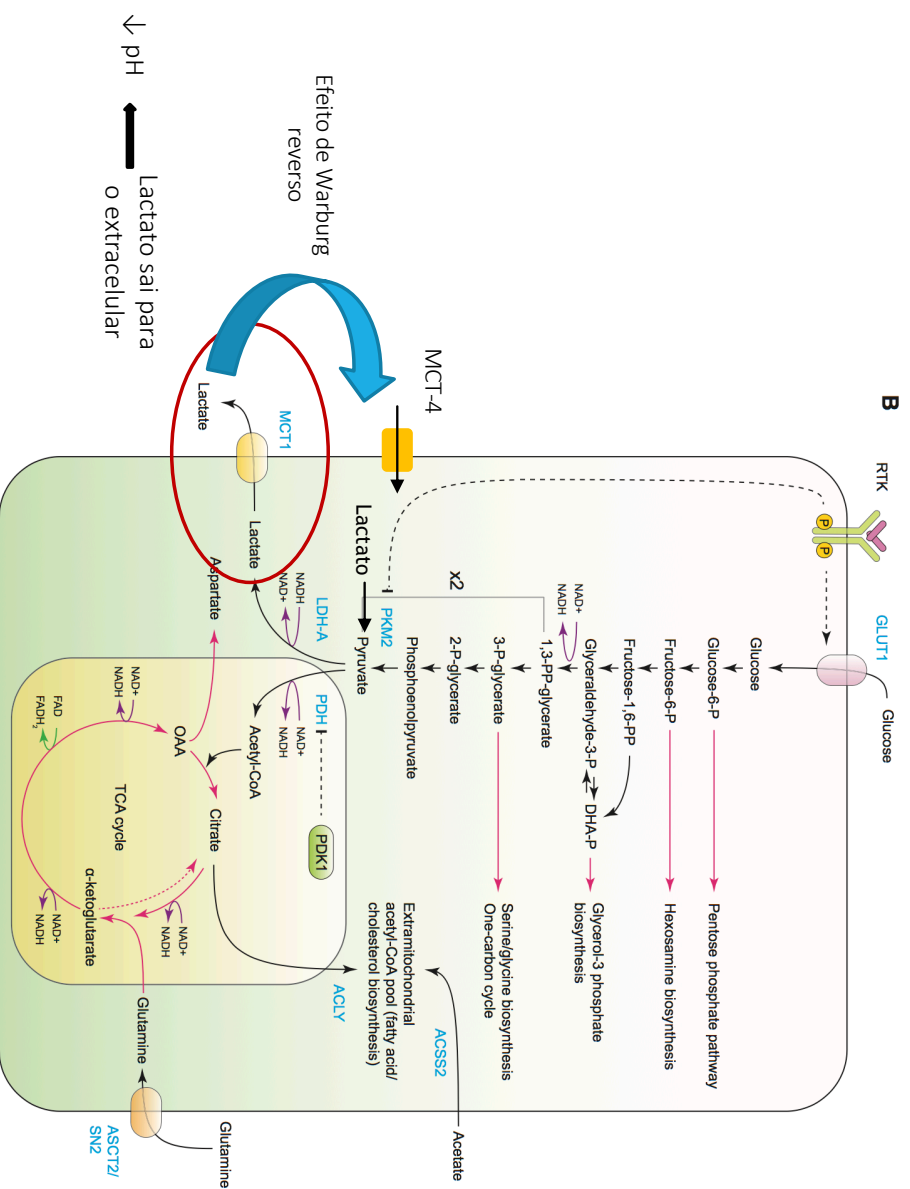 B
RTK
P
P
GLUT1
Glucose
Glucose
Glucose-6-P
Pentose phosphate pathway
Fructose-6-P
Hexosamine biosynthesis
Fructose-1,6-PP
Glyceraldehyde-3-P
DHA-P
Glycerol-3 phosphate
biosynthesis
NAD+
NADH
1,3-PP-glycerate
x2
3-P-glycerate
Serine/glycine biosynthesis
One-carbon cycle
2-P-glycerate
Phosphoenolpyruvate
PKM2
Pyruvate
MCT-4
Lactato
Efeito de Warburg
reverso
MCT1
Lactate
Lactate
LDH-A
NADH
NAD+
Lactato sai para
o extracelular
↓ pH
PDH
NAD+
NADH
PDK1
Acetyl-CoA
Extramitochondrial
acetyl-CoA pool (fatty acid/
cholesterol biosynthesis)
ACSS2
Acetate
ACLY
Aspartate
OAA
Citrate
TCA cycle
NAD+
NADH
FAD
FADH₂
NAD+
NADH
α-ketoglutarate
NAD+
NADH
Glutamine
Glutamine
ASCT2/
SN2